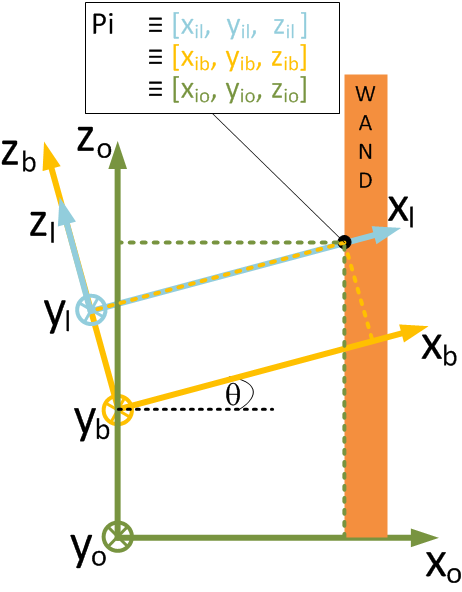 Pi ≡ [xil, yil, zil]
≡ [xib, yib, zib]
≡ [xio, yio, zio]
W
A
N
D
zb
zo
zl
xl
yl
xb
θ
yb
yo
xo